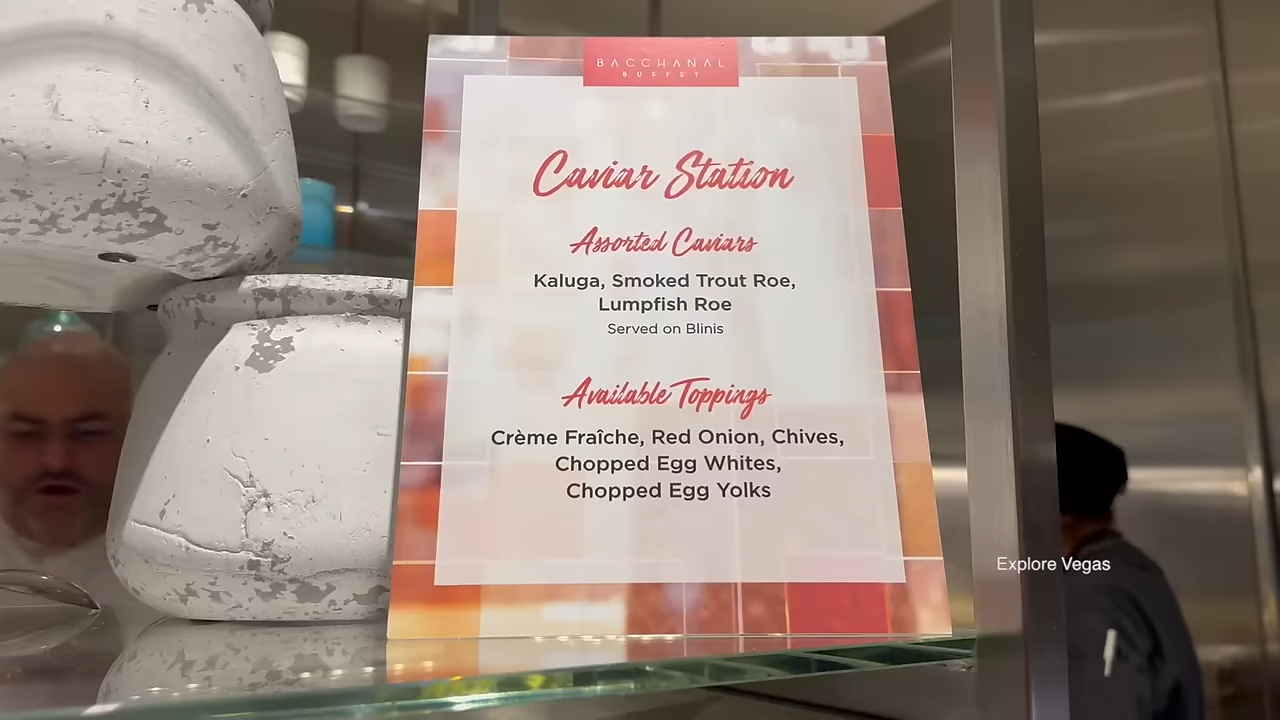 BACCHANAL
BUFFET
Caviar Station
Assorted Caviars
Kaluga, Smoked Trout Roe,
Lumpfish Roe
Served on Blinis
Available Toppings
Crème Fraîche, Red Onion, Chives,
Chopped Egg Whites,
Chopped Egg Yolks
Explore Vegas